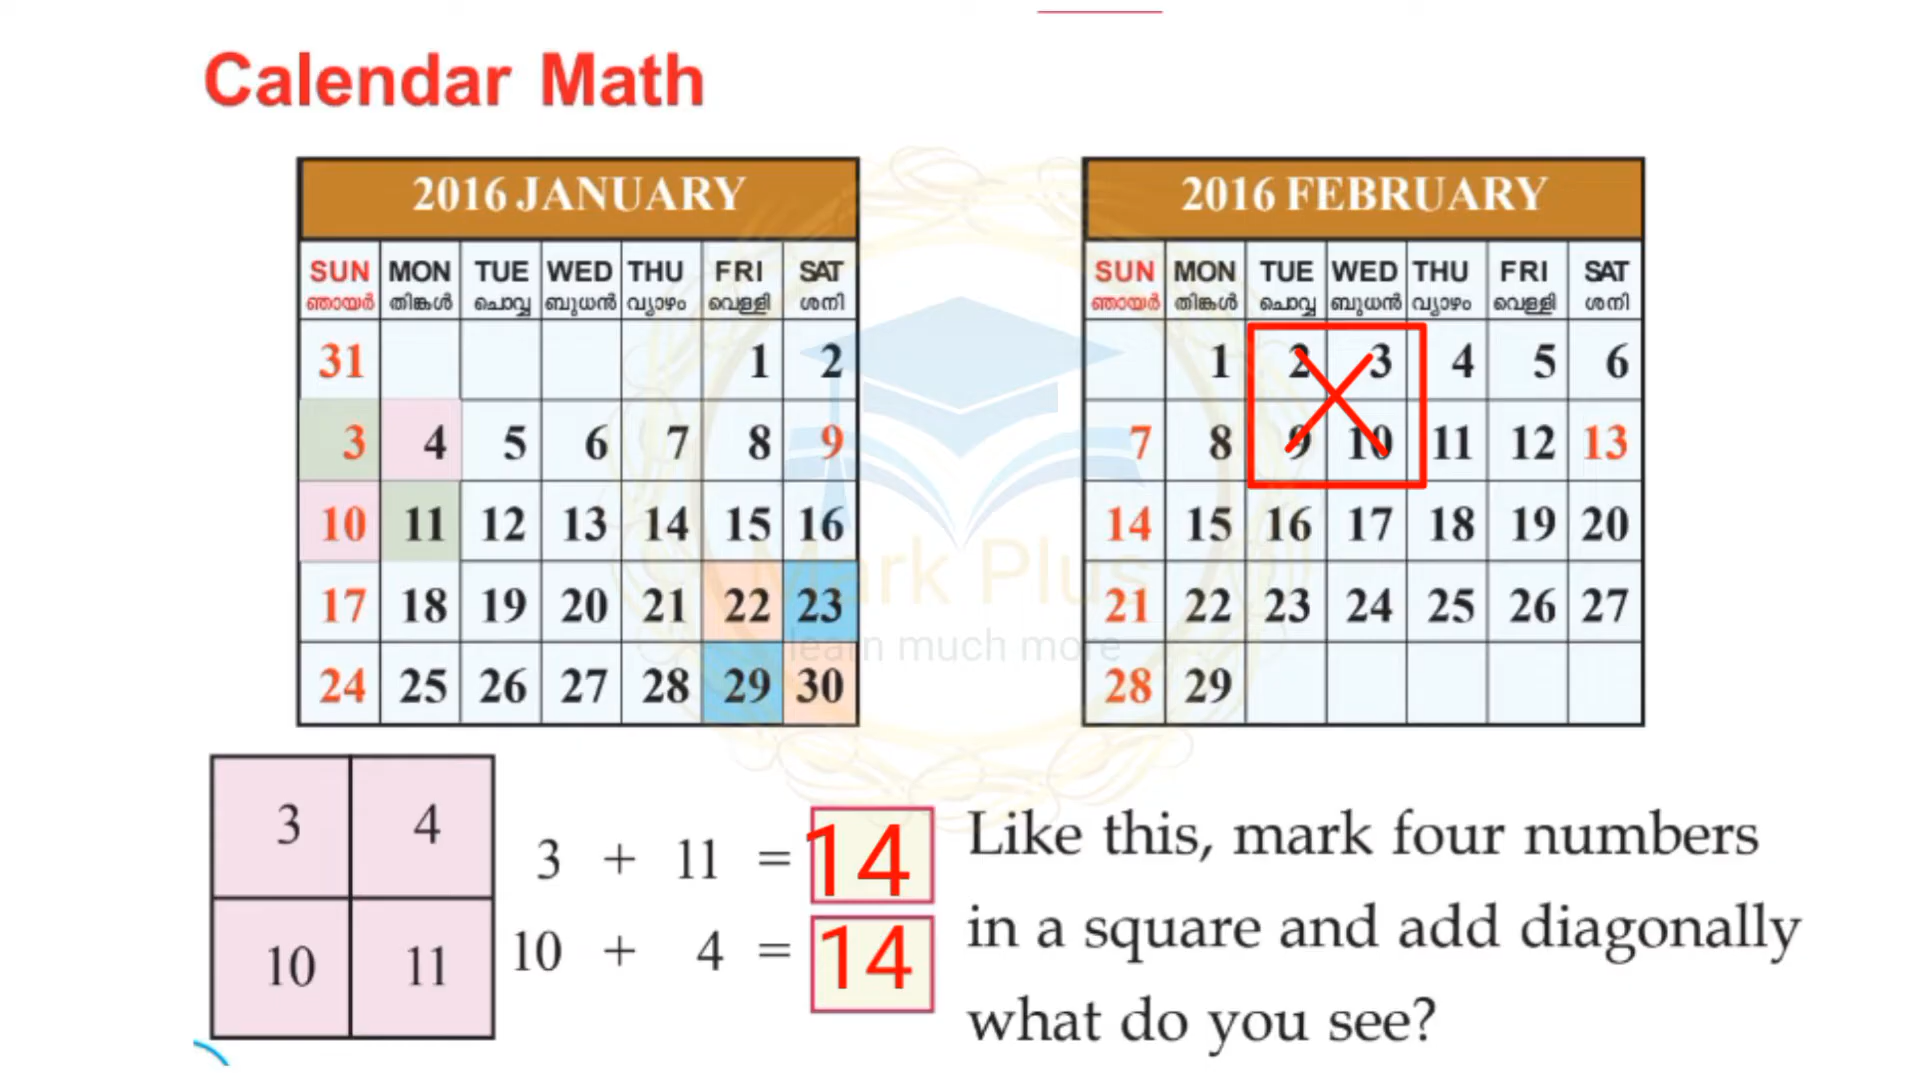 Calendar Math
2016 JANUARY
SUN MON TUE WED THU FRI SAT
ഞായർ തിങ്കൾ ചൊവ്വ ബുധൻ വ്യാഴം വെള്ളി ശനി
31 1 2
3 4 5 6 7 8 9
10 11 12 13 14 15 16
17 18 19 20 21 22 23
24 25 26 27 28 29 30
2016 FEBRUARY
SUN MON TUE WED THU FRI SAT
ഞായർ തിങ്കൾ ചൊവ്വ ബുധൻ വ്യാഴം വെള്ളി ശനി
1 2 3 4 5 6
7 8 9 10 11 12 13
14 15 16 17 18 19 20
21 22 23 24 25 26 27
28 29
Mark Plus
learn much more
3 4
10 11
3 + 11 = 14
10 + 4 = 14
Like this, mark four numbers
in a square and add diagonally
what do you see?